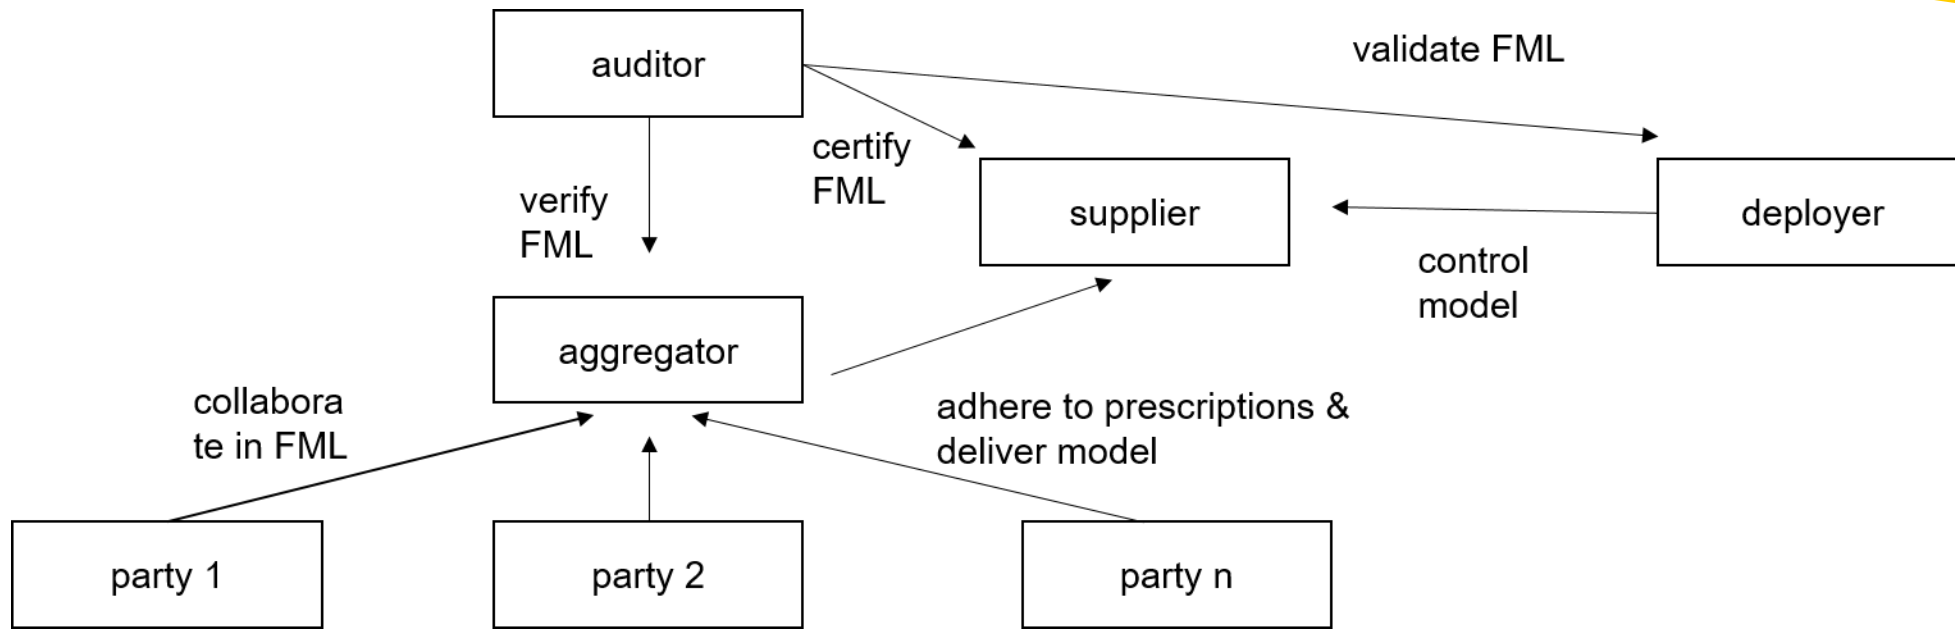 auditor
validate FML
certify
FML
verify
FML
supplier
deployer
control
model
aggregator
collabora
te in FML
adhere to prescriptions &
deliver model
party 1
party 2
party n